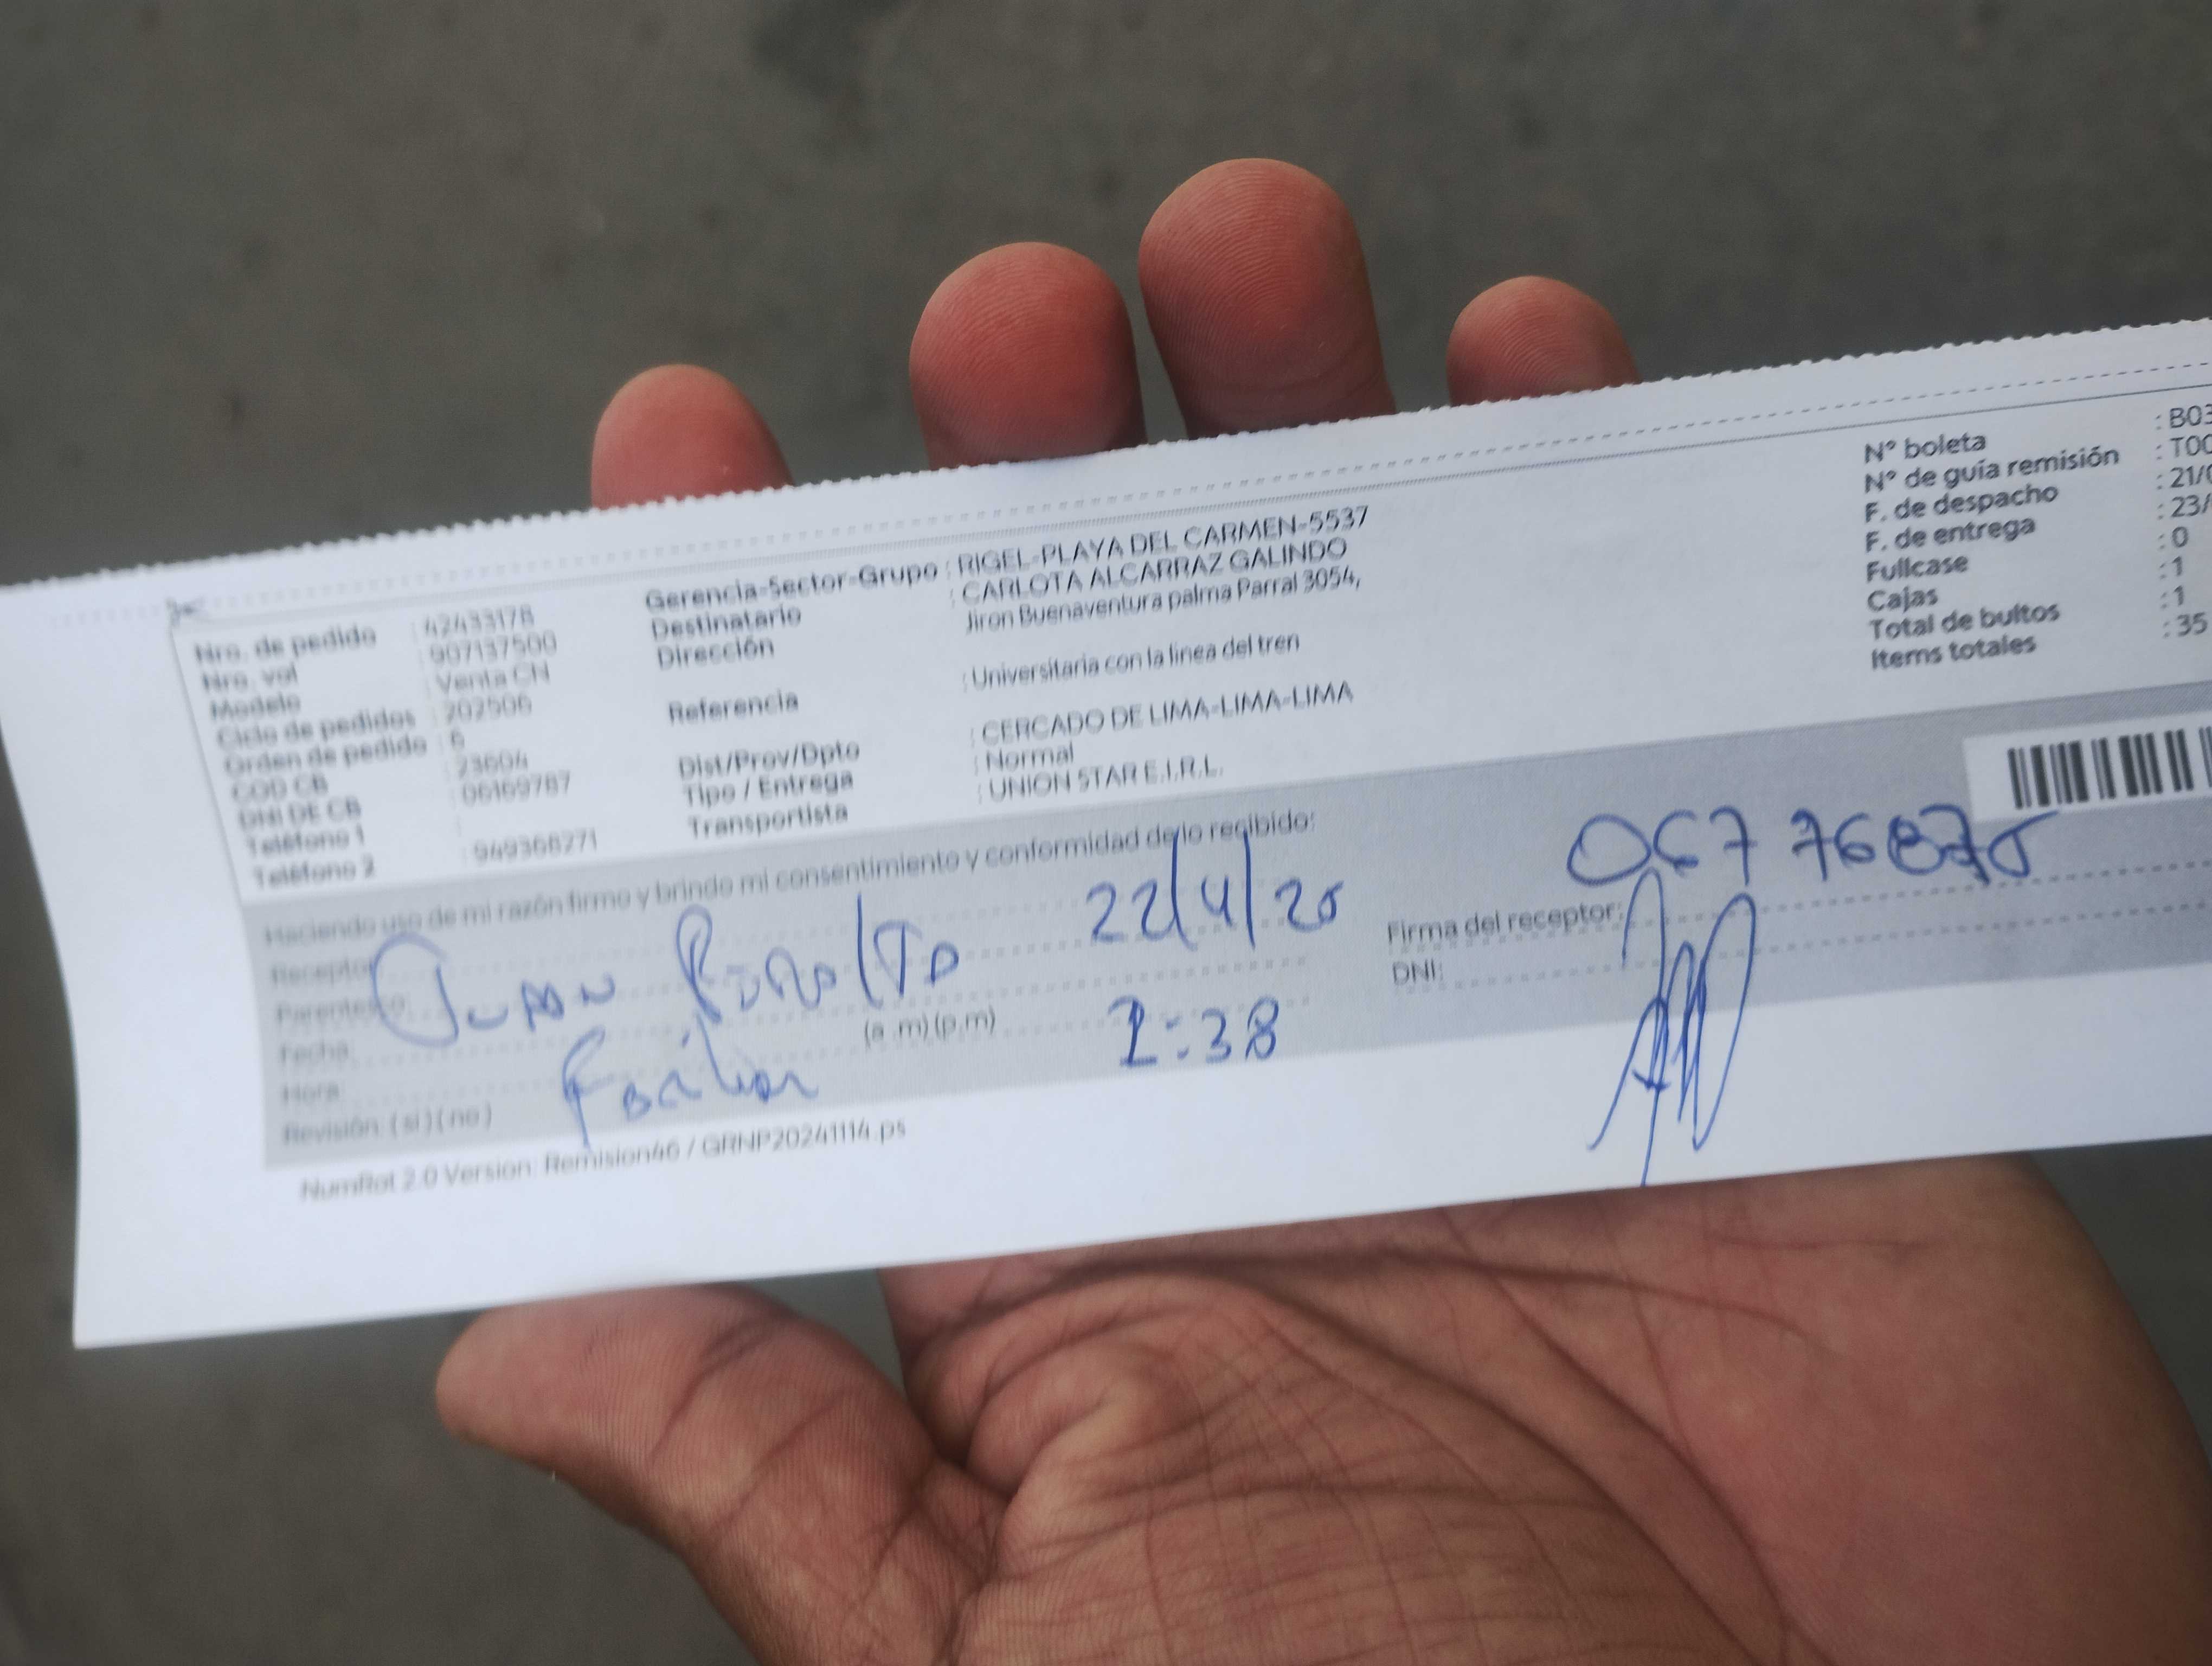 Nro. de pedido : 42433178
Nro. vol : 907137500
Modelo : Venta CN
Ciclo de pedidos : 202506
Orden de pedido : 6
COD CB : 23604
DNI DE CB : 06169787
Teléfono 1 :
Teléfono 2 : 949368271
Gerencia-Sector-Grupo : RIGEL-PLAYA DEL CARMEN-5537
Destinatario : CARLOTA ALCARRAZ GALINDO
Dirección Jiron Buenaventura palma Parral 3054,
Referencia : Universitaria con la linea del tren
Dist/Prov/Dpto : CERCADO DE LIMA-LIMA-LIMA
Tipo / Entrega : Normal
Transportista : UNION STAR E.I.R.L.
N° boleta : B03
N° de guía remisión : T00
F. de despacho : 21/0
F. de entrega : 23/
Fullcase : 0
Cajas : 1
Total de bultos : 1
Items totales : 35
Haciendo uso de mi razón firmo y brindo mi consentimiento y conformidad de lo recibido:
Receptor: Juan 22/4/25
Parentesco:
Fecha:
Hora: (a .m) (p.m) 2:38
Revisión: ( si ) ( no )
Firma del receptor:
DNI:
NumRot 2.0 Version: Remision46 / GRNP20241114.ps